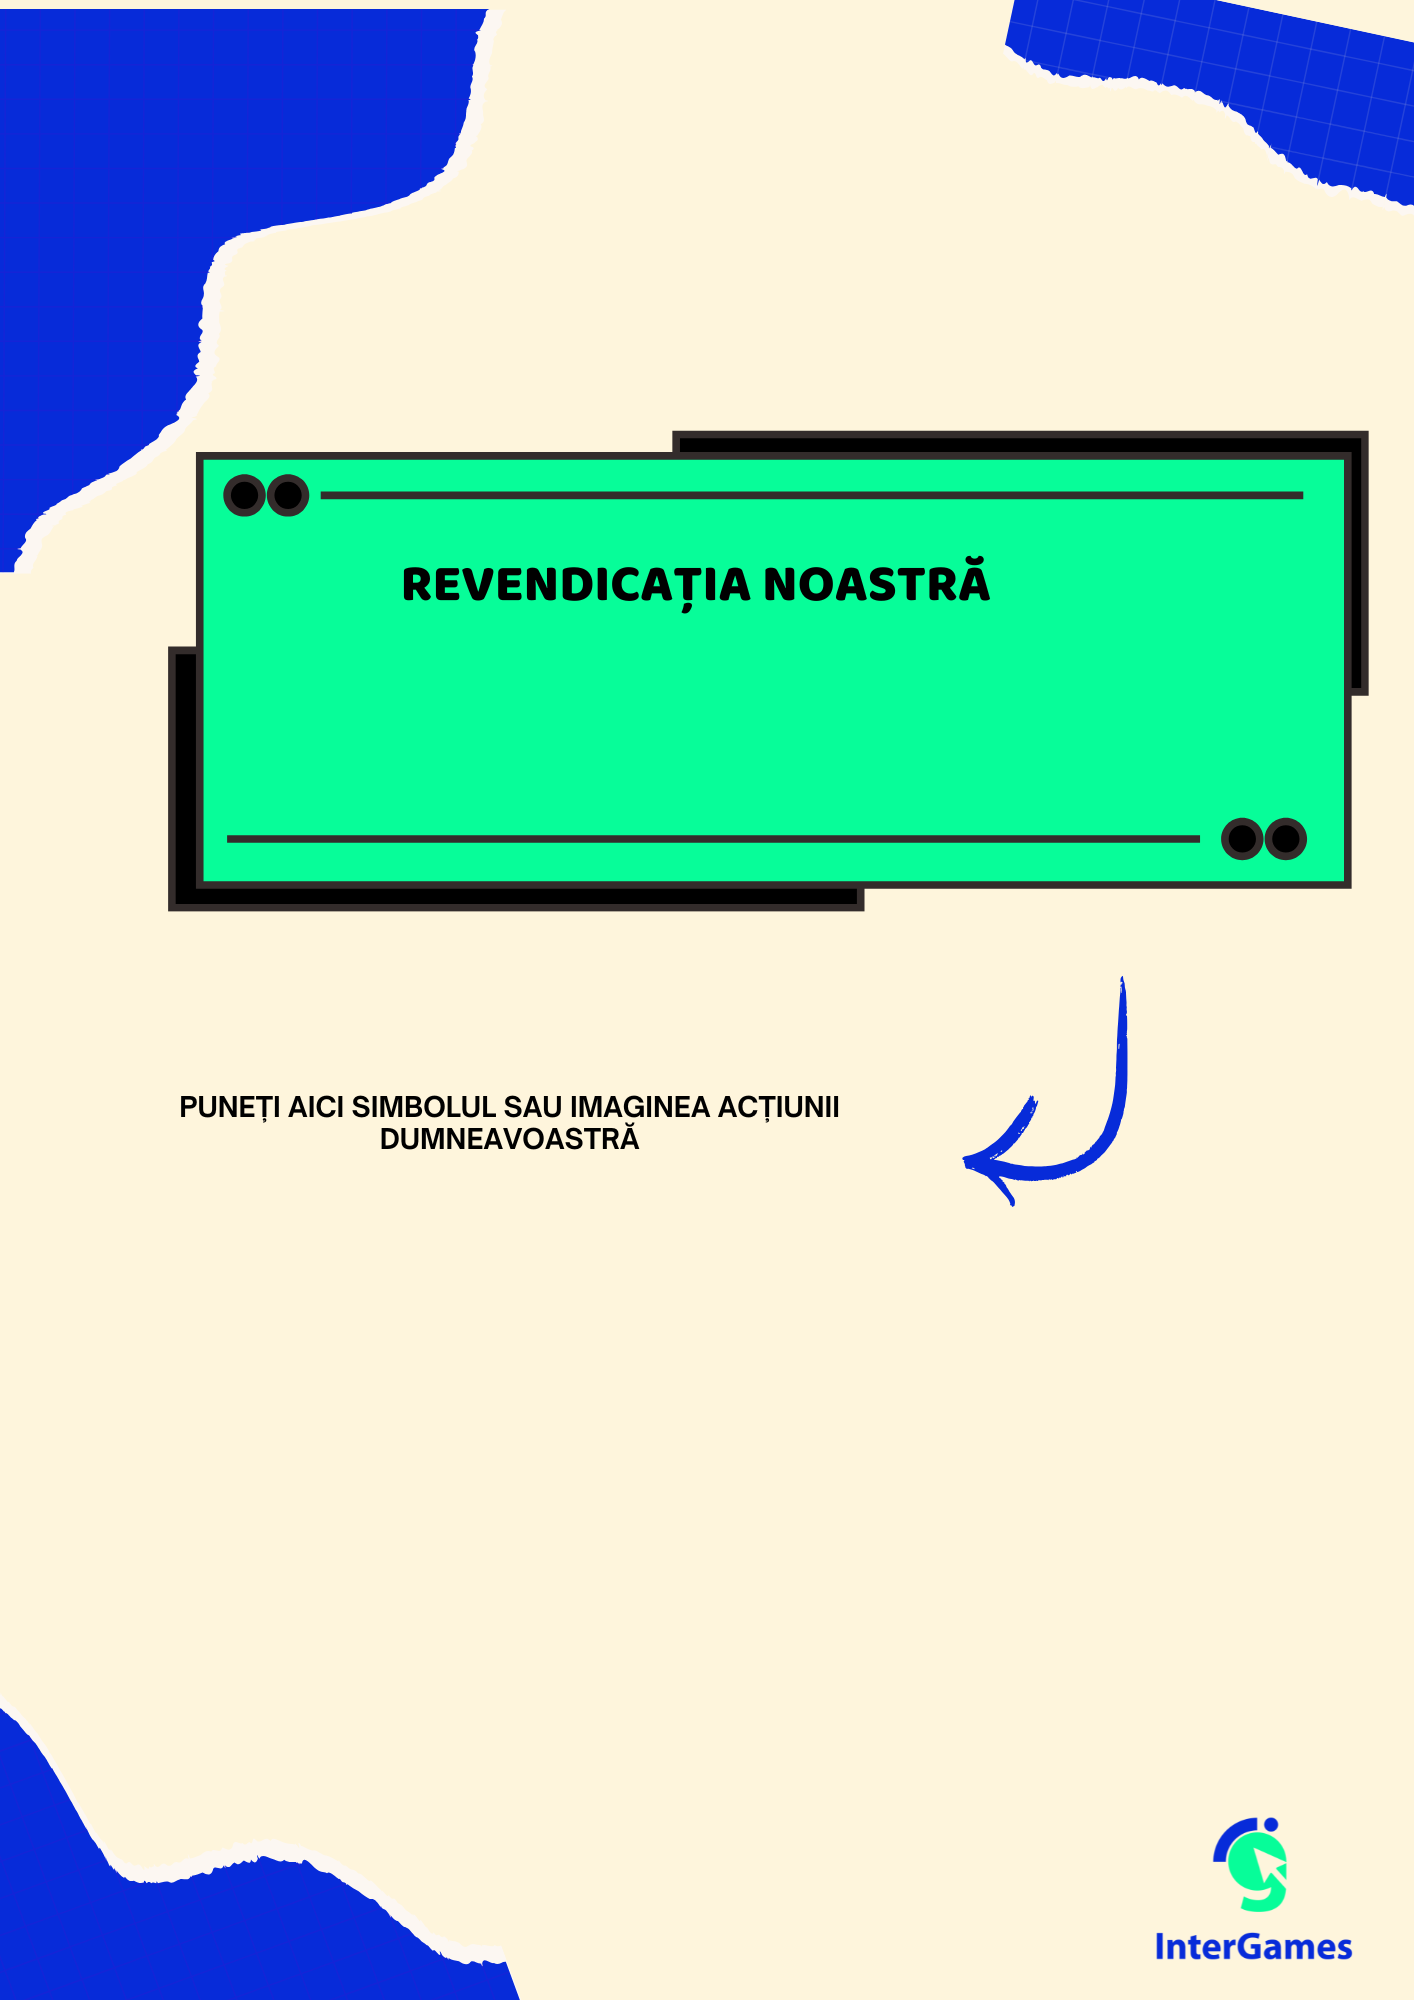 REVENDICAȚIA NOASTRĂ
PUNEȚI AICI SIMBOLUL SAU IMAGINEA ACȚIUNII
DUMNEAVOASTRĂ
InterGames